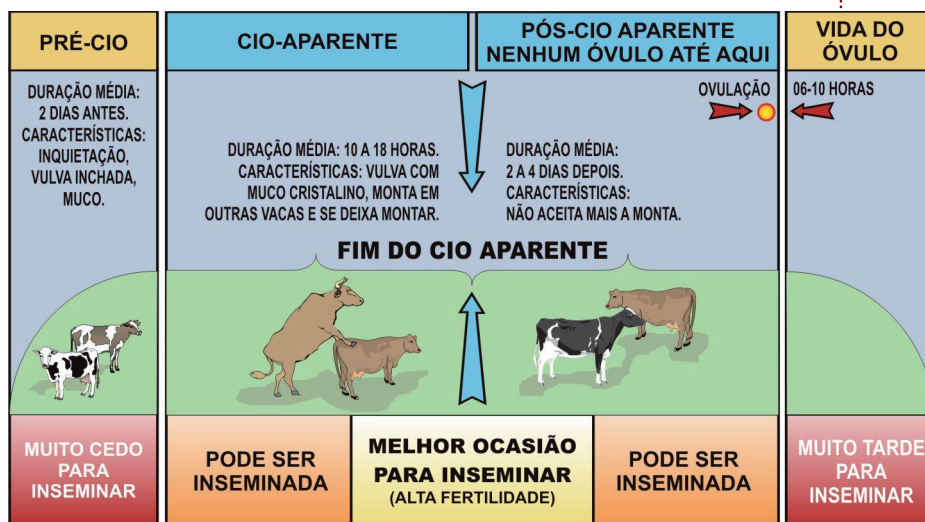 PRÉ-CIO
DURAÇÃO MÉDIA:
2 DIAS ANTES.
CARACTERÍSTICAS:
INQUIETAÇÃO,
VULVA INCHADA,
MUCO.
MUITO CEDO
PARA
INSEMINAR
CIO-APARENTE
DURAÇÃO MÉDIA: 10 A 18 HORAS.
CARACTERÍSTICAS: VULVA COM
MUCO CRISTALINO, MONTA EM
OUTRAS VACAS E SE DEIXA MONTAR.
PÓS-CIO APARENTE
NENHUM ÓVULO ATÉ AQUI
OVULAÇÃO
DURAÇÃO MÉDIA:
2 A 4 DIAS DEPOIS.
CARACTERÍSTICAS:
NÃO ACEITA MAIS A MONTA.
FIM DO CIO APARENTE
PODE SER
INSEMINADA
MELHOR OCASIÃO
PARA INSEMINAR
(ALTA FERTILIDADE)
PODE SER
INSEMINADA
VIDA DO
ÓVULO
06-10 HORAS
MUITO TARDE
PARA
INSEMINAR